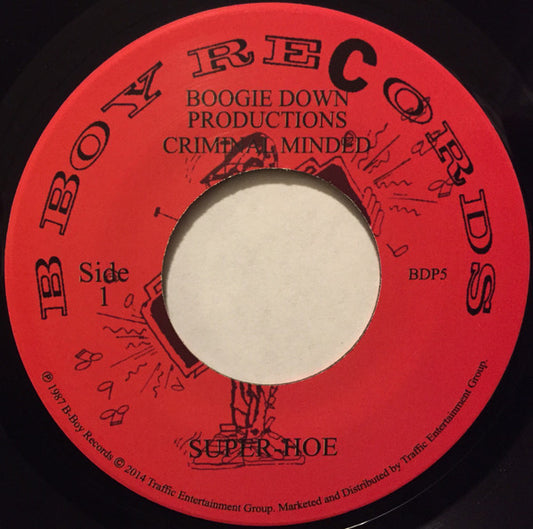 B BOY RECORDS
BOOGIE DOWN
PRODUCTIONS
CRIMINAL MINDED
Side
1
BDP5
SUPER-HOE
℗ 1987 B-Boy Records © 2014 Traffic Entertainment Group. Marketed and Distributed by Traffic Entertainment Group.